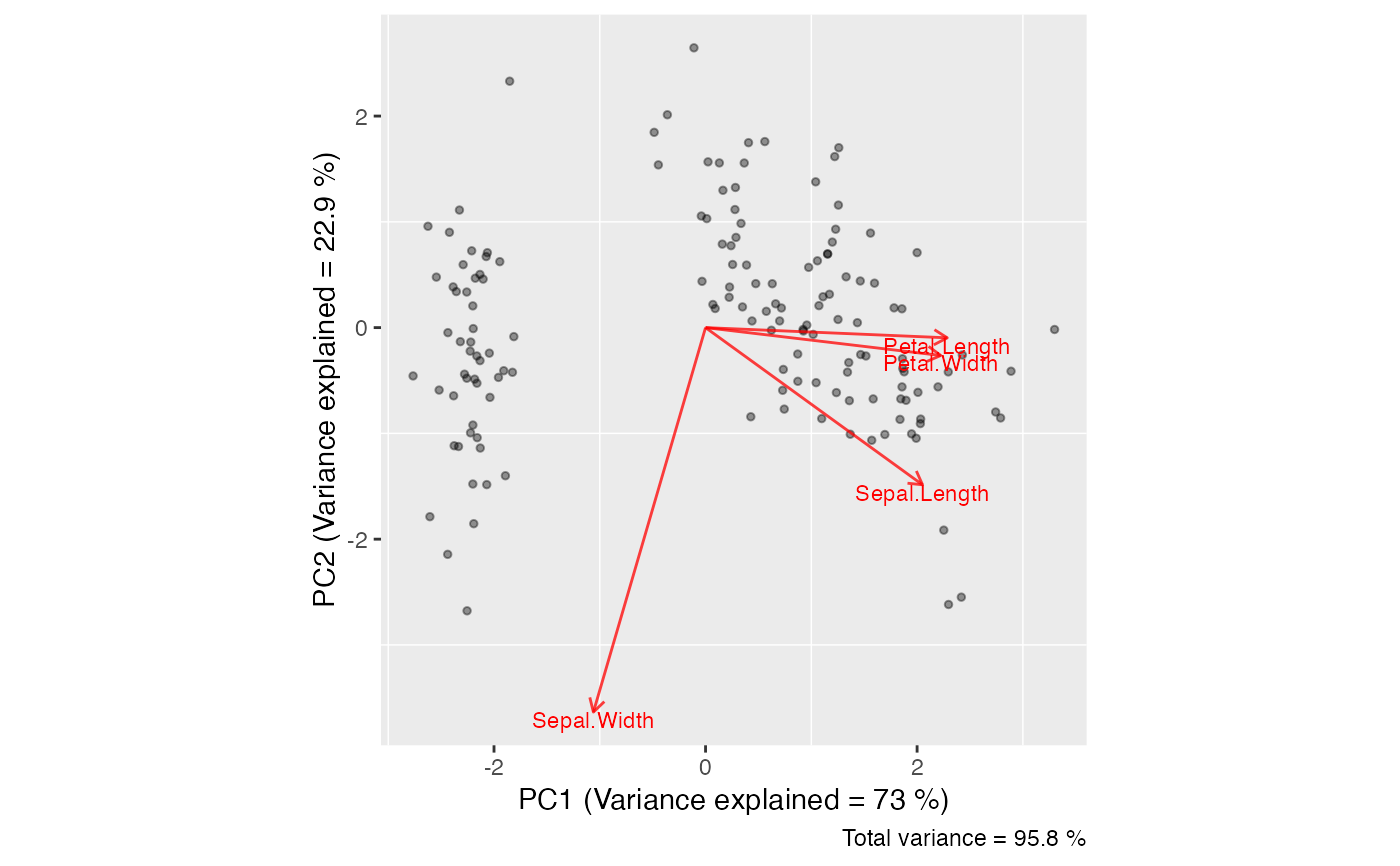 2
0
-2
PC2 (Variance explained = 22.9 %)
Petal.Length
Petal.Width
Sepal.Length
Sepal.Width
-2
0
2
PC1 (Variance explained = 73 %)
Total variance = 95.8 %